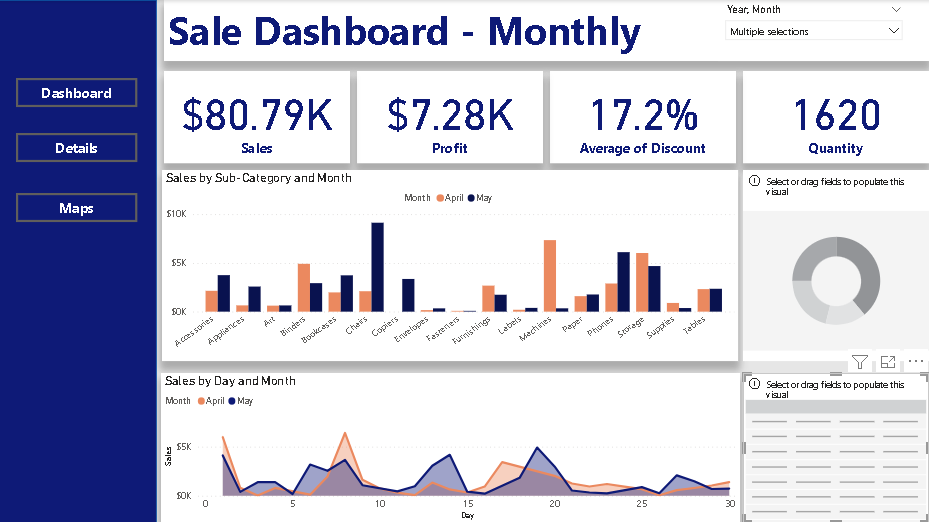 Sale Dashboard - Monthly
Year, Month
Multiple selections
Dashboard
Details
Maps
$80.79K
Sales
$7.28K
Profit
17.2%
Average of Discount
1620
Quantity
Sales by Sub-Category and Month
Month April May
$10K
$5K
$0K
Accessories
Appliances
Art
Binders
Bookcases
Chairs
Copiers
Envelopes
Fasteners
Furnishings
Labels
Machines
Paper
Phones
Storage
Supplies
Tables
Select or drag fields to populate this
visual
Sales by Day and Month
Month April May
Sales
$5K
$0K
0 5 10 15 20 25 30
Day
Select or drag fields to populate this
visual